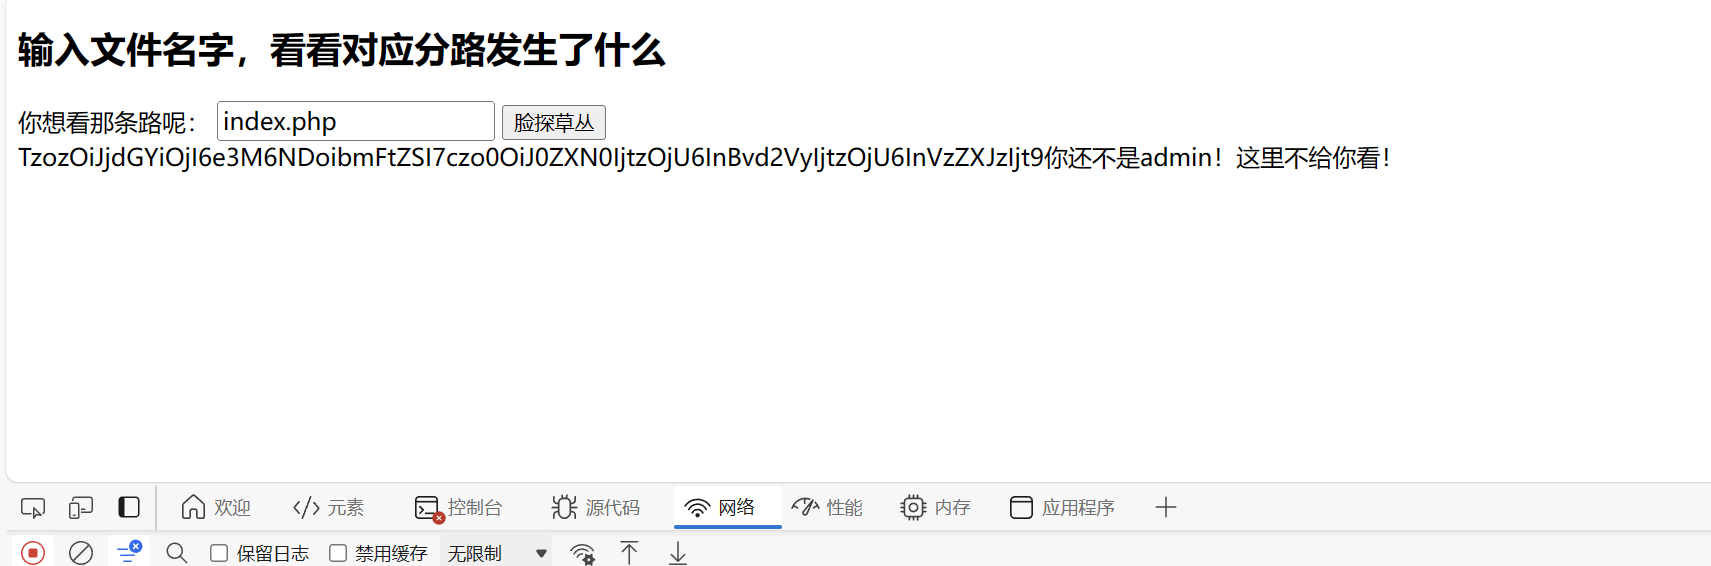 输入文件名字，看看对应分路发生了什么
你想看那条路呢： index.php 脸探草丛
TzozOiJjdGYiOjI6e3M6NDoibmFtZSI7czo0OiJ0ZXN0IjtzOjU6InBvd2VyIjtzOjU6InVzZXJzIjt9你还不是admin！这里不给你看！
欢迎 元素 控制台 源代码 网络 性能 内存 应用程序
保留日志 禁用缓存 无限制